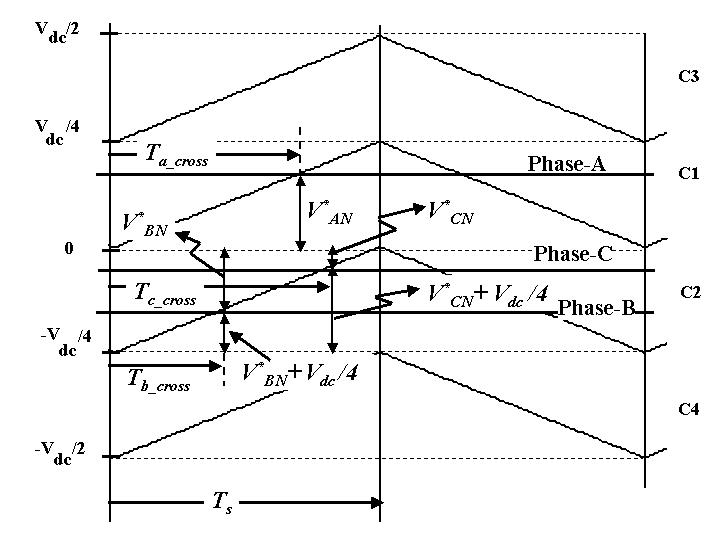 Vdc/2
C3
Vdc/4
Ta_cross
Phase-A
C1
V*BN
V*AN
V*CN
0
Phase-C
Tc_cross
V*CN+Vdc/4
Phase-B
C2
-Vdc/4
Tb_cross
V*BN+Vdc/4
C4
-Vdc/2
Ts